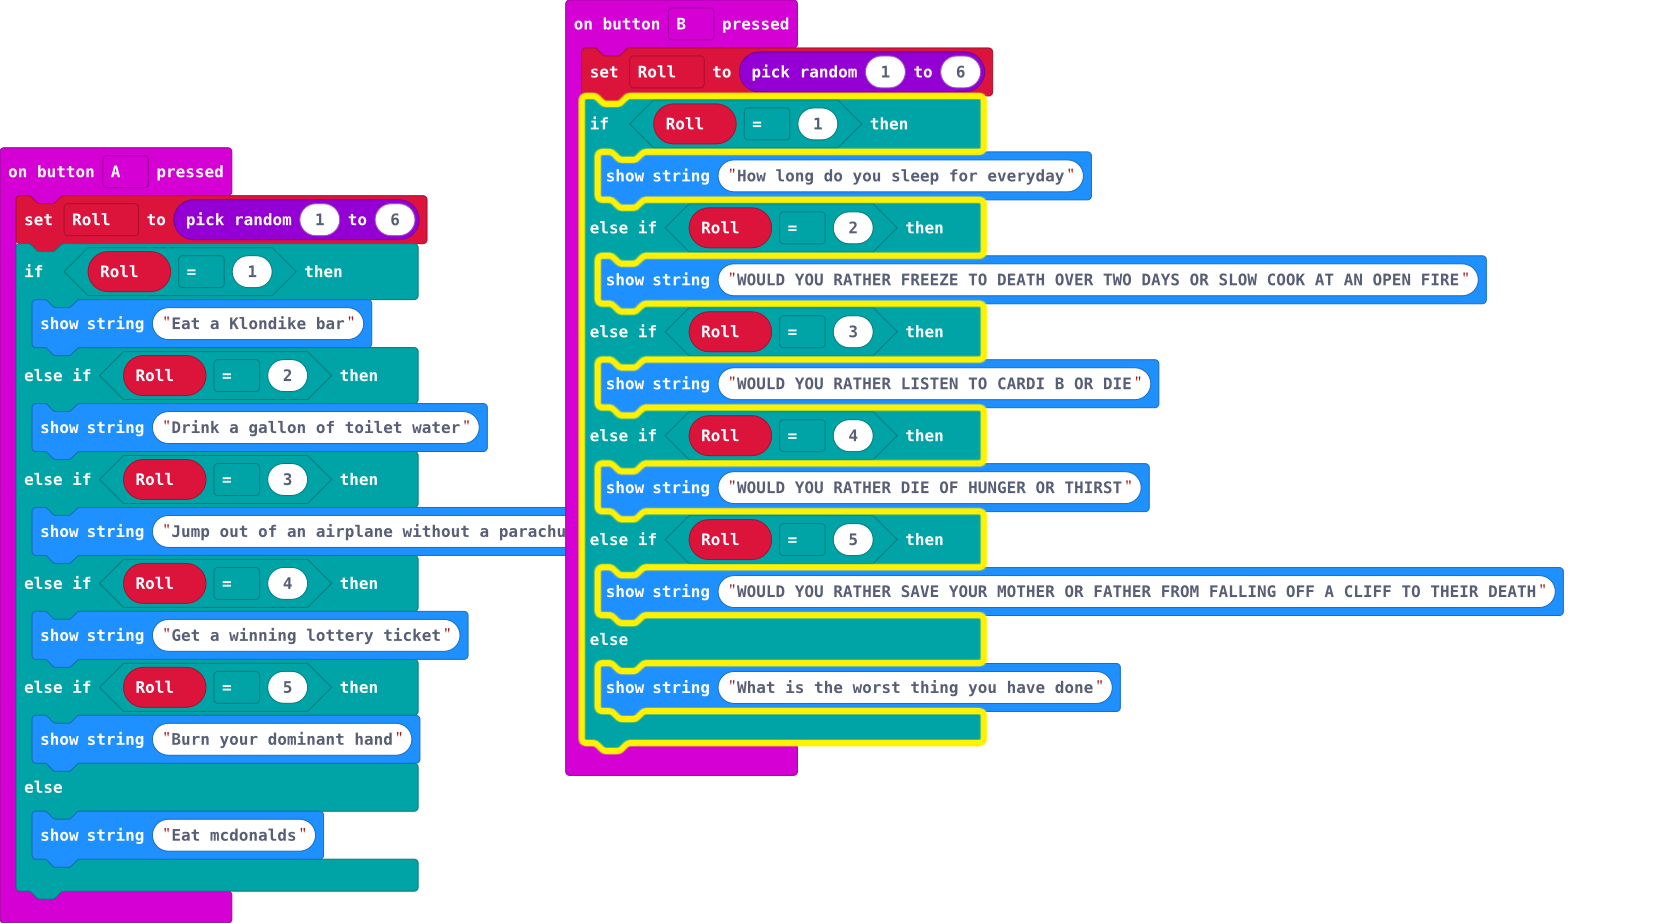 on button A pressed
set Roll to pick random 1 to 6
if Roll = 1 then
show string "Eat a Klondike bar"
else if Roll = 2 then
show string "Drink a gallon of toilet water"
else if Roll = 3 then
show string "Jump out of an airplane without a parachu
else if Roll = 4 then
show string "Get a winning lottery ticket"
else if Roll = 5 then
show string "Burn your dominant hand"
else
show string "Eat mcdonalds"
on button B pressed
set Roll to pick random 1 to 6
if Roll = 1 then
show string "How long do you sleep for everyday"
else if Roll = 2 then
show string "WOULD YOU RATHER FREEZE TO DEATH OVER TWO DAYS OR SLOW COOK AT AN OPEN FIRE"
else if Roll = 3 then
show string "WOULD YOU RATHER LISTEN TO CARDI B OR DIE"
else if Roll = 4 then
show string "WOULD YOU RATHER DIE OF HUNGER OR THIRST"
else if Roll = 5 then
show string "WOULD YOU RATHER SAVE YOUR MOTHER OR FATHER FROM FALLING OFF A CLIFF TO THEIR DEATH"
else
show string "What is the worst thing you have done"